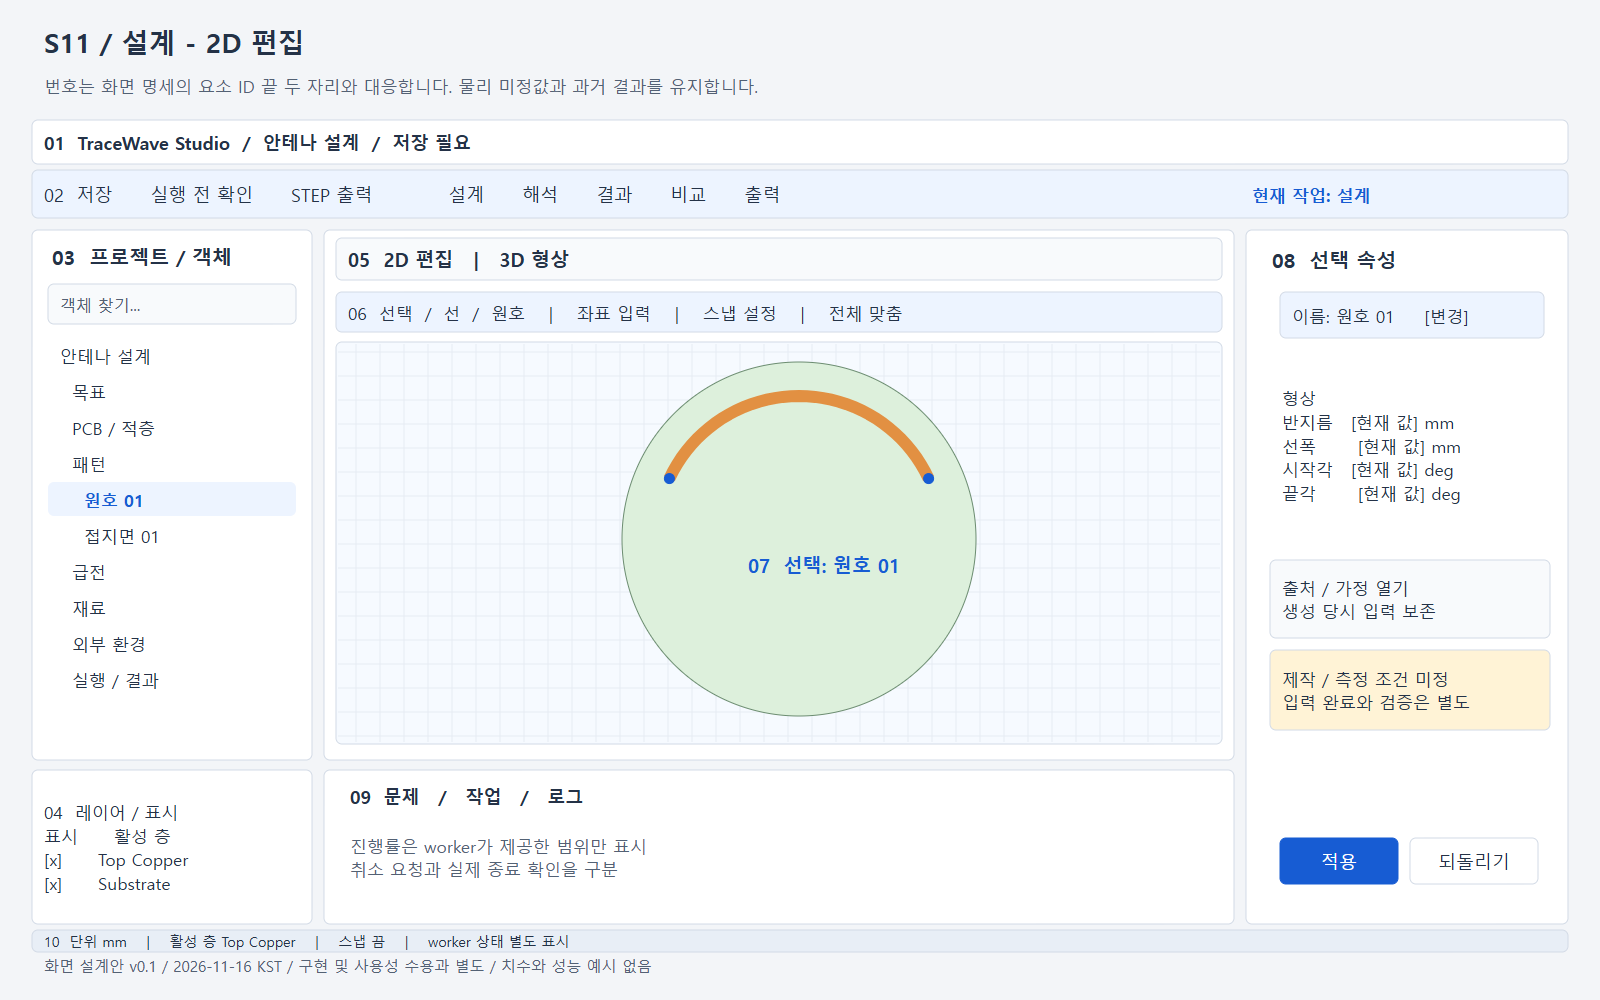 S11 / 설계 - 2D 편집
번호는 화면 명세의 요소 ID 끝 두 자리와 대응합니다. 물리 미정값과 과거 결과를 유지합니다.
01 TraceWave Studio / 안테나 설계 / 저장 필요
02 저장 실행 전 확인 STEP 출력 설계 해석 결과 비교 출력 현재 작업: 설계
03 프로젝트 / 객체
객체 찾기...
안테나 설계
목표
PCB / 적층
패턴
원호 01
접지면 01
급전
재료
외부 환경
실행 / 결과
04 레이어 / 표시
표시 활성 층
[x] Top Copper
[x] Substrate
05 2D 편집 | 3D 형상
06 선택 / 선 / 원호 | 좌표 입력 | 스냅 설정 | 전체 맞춤
07 선택: 원호 01
08 선택 속성
이름: 원호 01 [변경]
형상
반지름 [현재 값] mm
선폭 [현재 값] mm
시작각 [현재 값] deg
끝각 [현재 값] deg
출처 / 가정 열기
생성 당시 입력 보존
제작 / 측정 조건 미정
입력 완료와 검증은 별도
적용 되돌리기
09 문제 / 작업 / 로그
진행률은 worker가 제공한 범위만 표시
취소 요청과 실제 종료 확인을 구분
10 단위 mm | 활성 층 Top Copper | 스냅 끔 | worker 상태 별도 표시
화면 설계안 v0.1 / 2026-11-16 KST / 구현 및 사용성 수용과 별도 / 치수와 성능 예시 없음